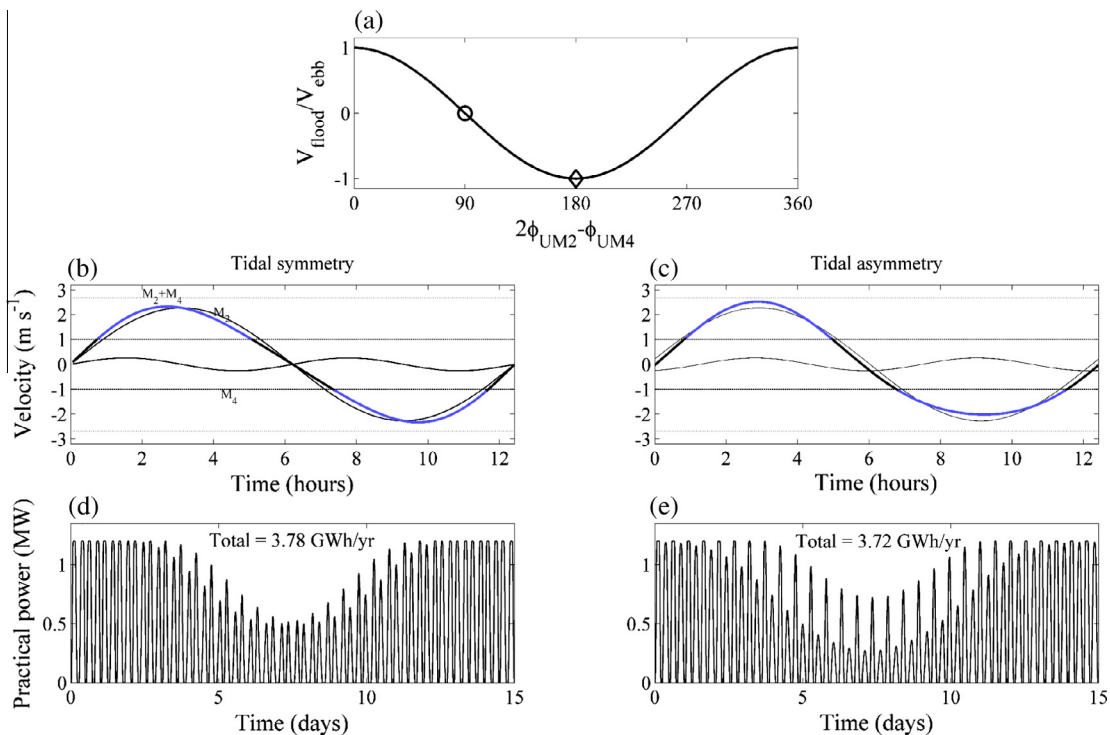 (a)
V_flood/V_ebb
1
0
-1
0 90 180 270 360
2ϕ_UM2-ϕ_UM4
(b)
Tidal symmetry
Velocity (m s⁻¹)
3
2
1
0
-1
-2
-3
M₂+M₄
M₂
M₄
0 2 4 6 8 10 12
Time (hours)
(c)
Tidal asymmetry
3
2
1
0
-1
-2
-3
0 2 4 6 8 10 12
Time (hours)
(d)
Practical power (MW)
1
0.5
0
Total = 3.78 GWh/yr
0 5 10 15
Time (days)
(e)
1
0.5
0
Total = 3.72 GWh/yr
0 5 10 15
Time (days)